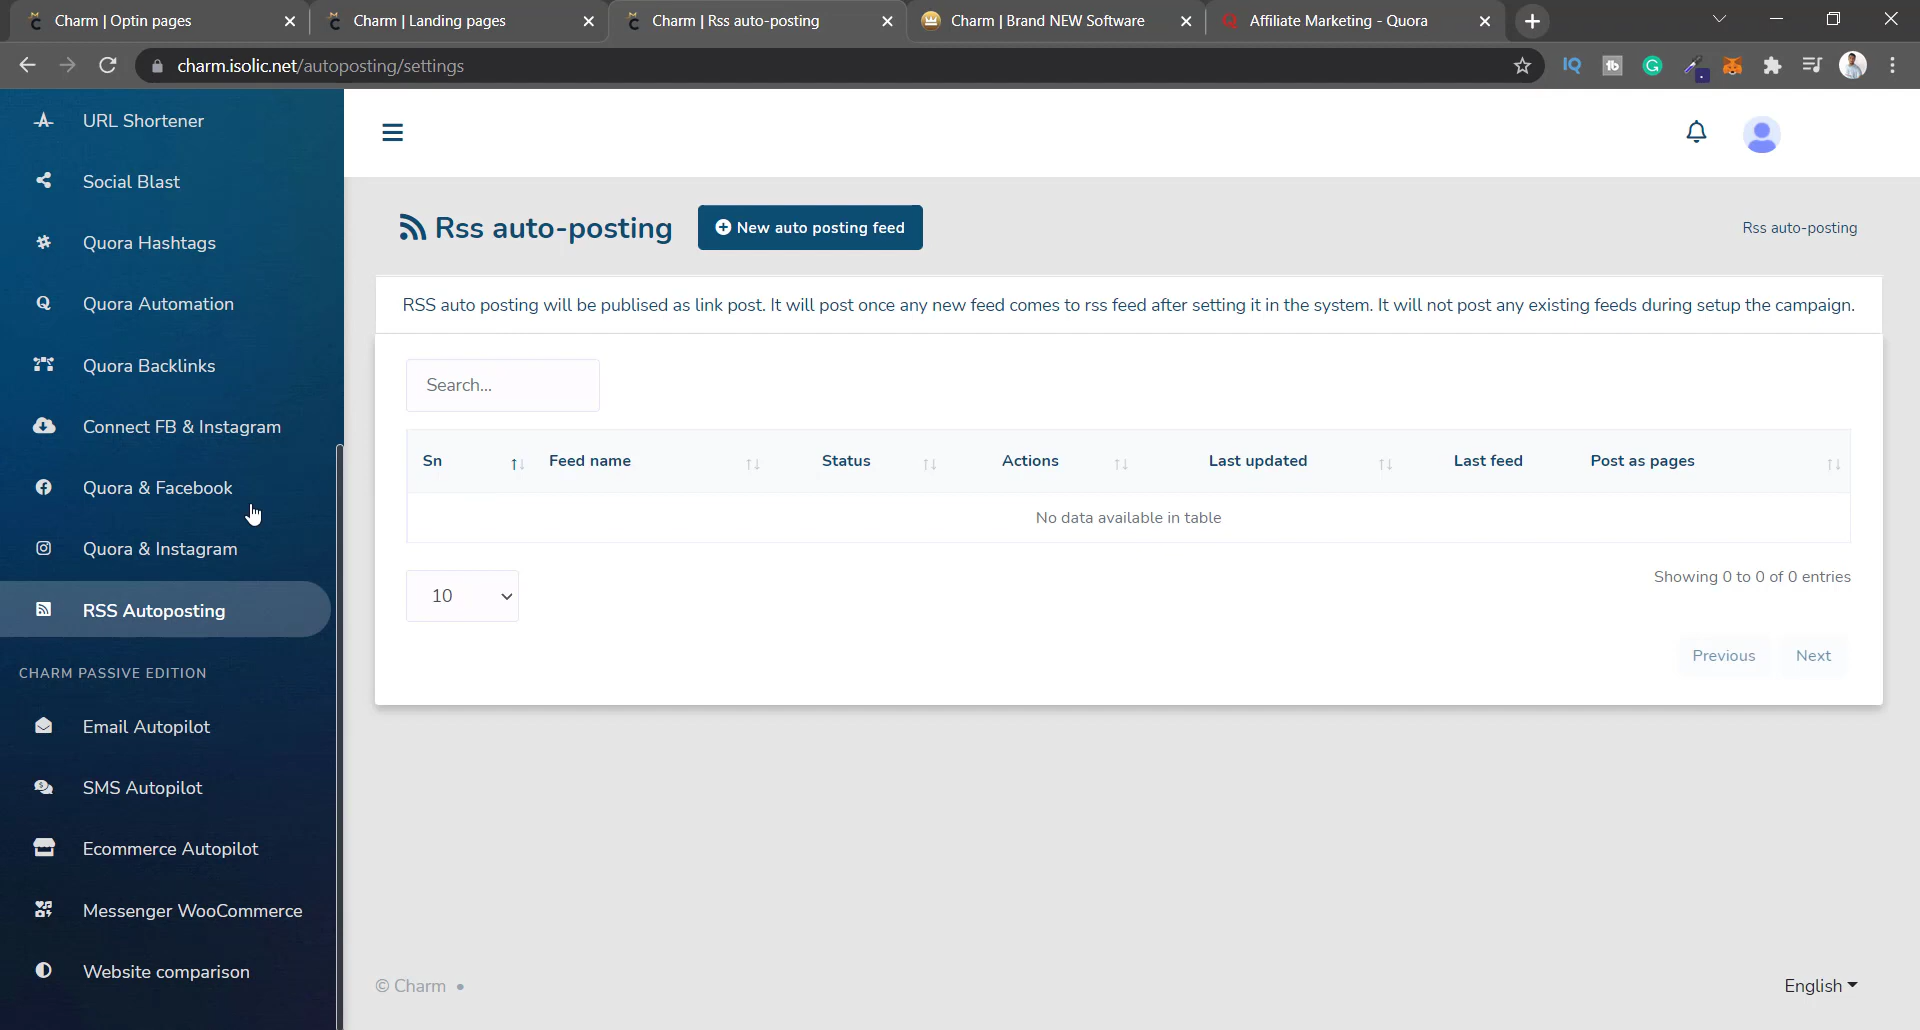 Charm | Optin pages
Charm | Landing pages
Charm | Rss auto-posting
Charm | Brand NEW Software
Affiliate Marketing - Quora
charm.isolic.net/autoposting/settings
URL Shortener
Social Blast
Quora Hashtags
Quora Automation
Quora Backlinks
Connect FB & Instagram
Quora & Facebook
Quora & Instagram
RSS Autoposting
CHARM PASSIVE EDITION
Email Autopilot
SMS Autopilot
Ecommerce Autopilot
Messenger WooCommerce
Website comparison
Rss auto-posting
New auto posting feed
Rss auto-posting
RSS auto posting will be publised as link post. It will post once any new feed comes to rss feed after setting it in the system. It will not post any existing feeds during setup the campaign.
Search...
Sn Feed name Status Actions Last updated Last feed Post as pages
No data available in table
10
Showing 0 to 0 of 0 entries
Previous Next
© Charm •
English